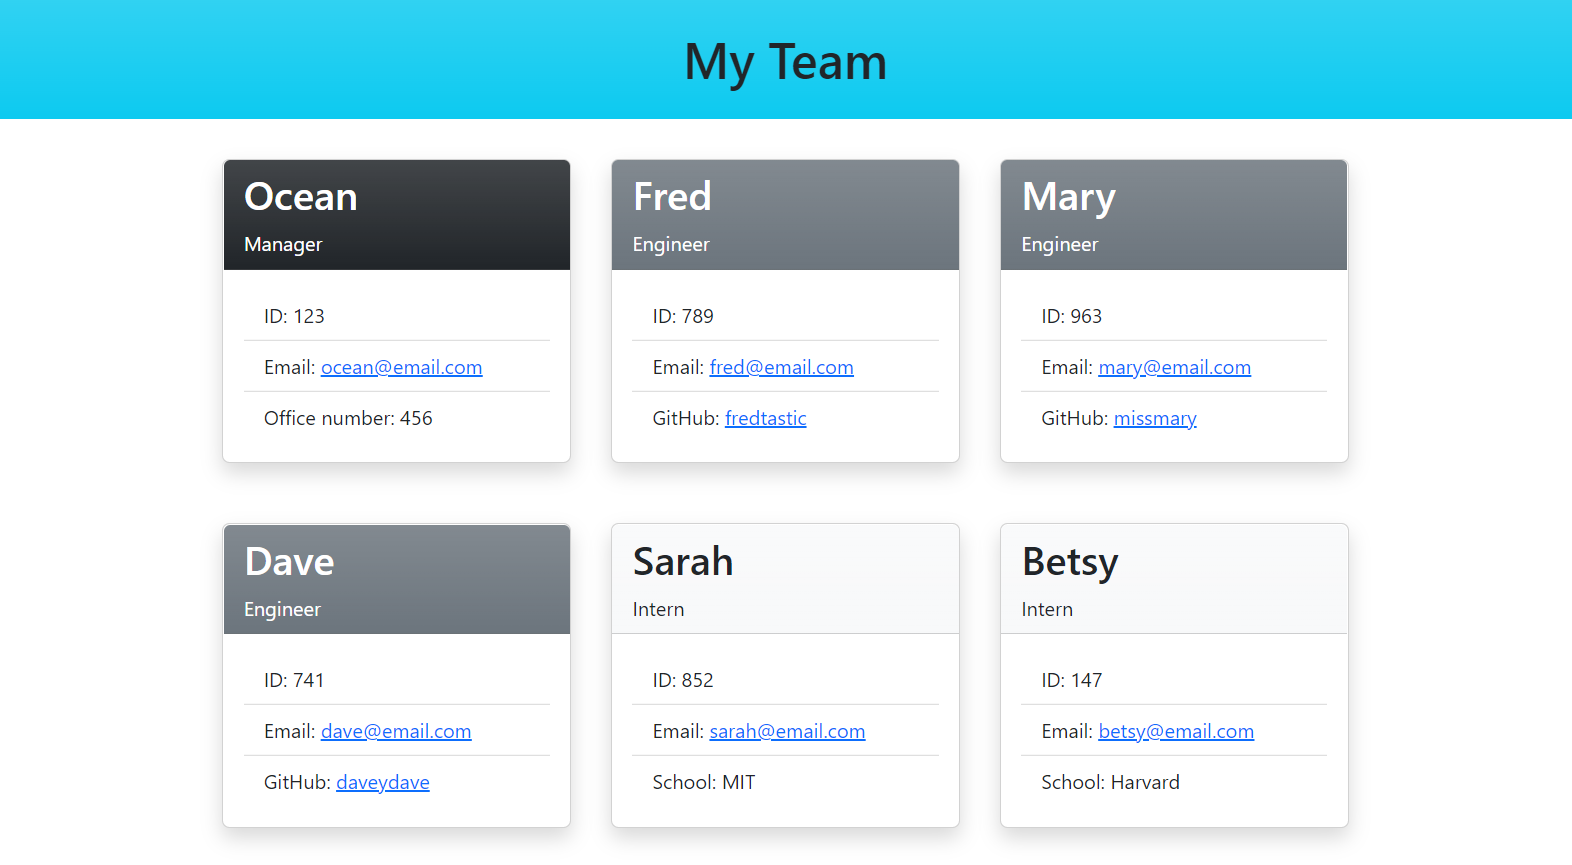 My Team
Ocean
Manager
ID: 123
Email: ocean@email.com
Office number: 456
Fred
Engineer
ID: 789
Email: fred@email.com
GitHub: fredtastic
Mary
Engineer
ID: 963
Email: mary@email.com
GitHub: missmary
Dave
Engineer
ID: 741
Email: dave@email.com
GitHub: daveydave
Sarah
Intern
ID: 852
Email: sarah@email.com
School: MIT
Betsy
Intern
ID: 147
Email: betsy@email.com
School: Harvard